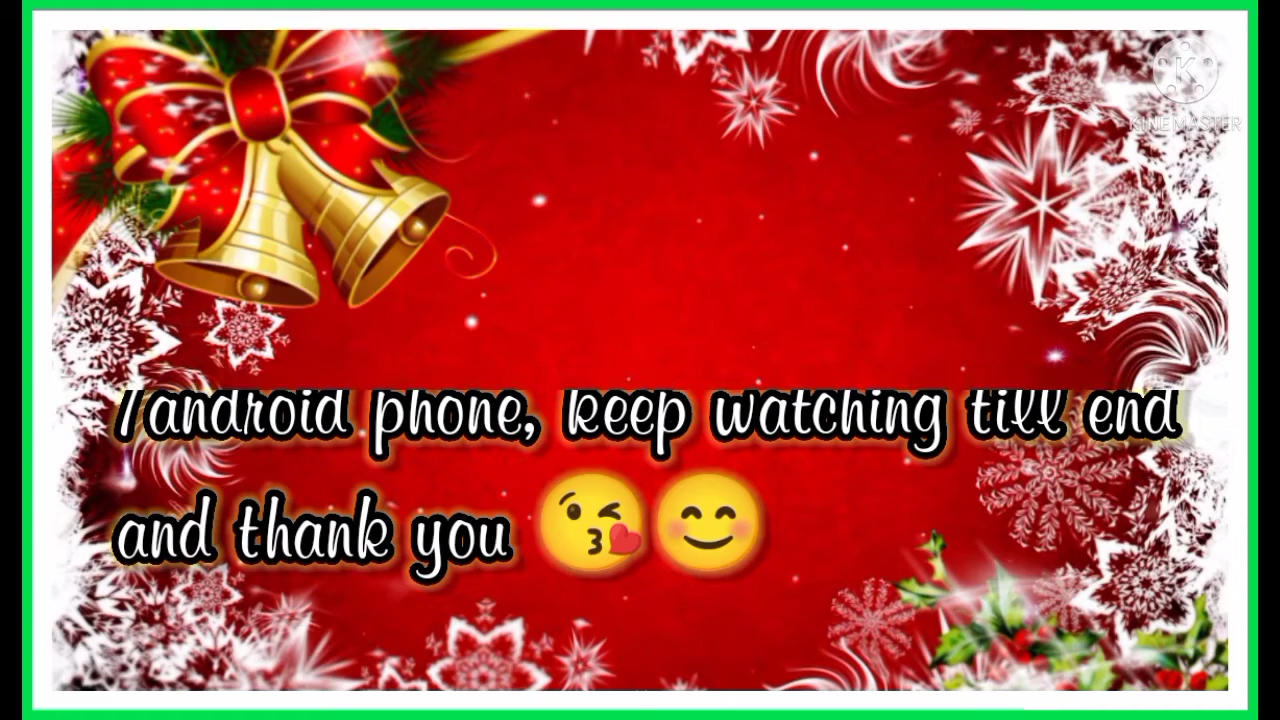 KINEMASTER
/android phone, keep watching till end
and thank you 😘😊